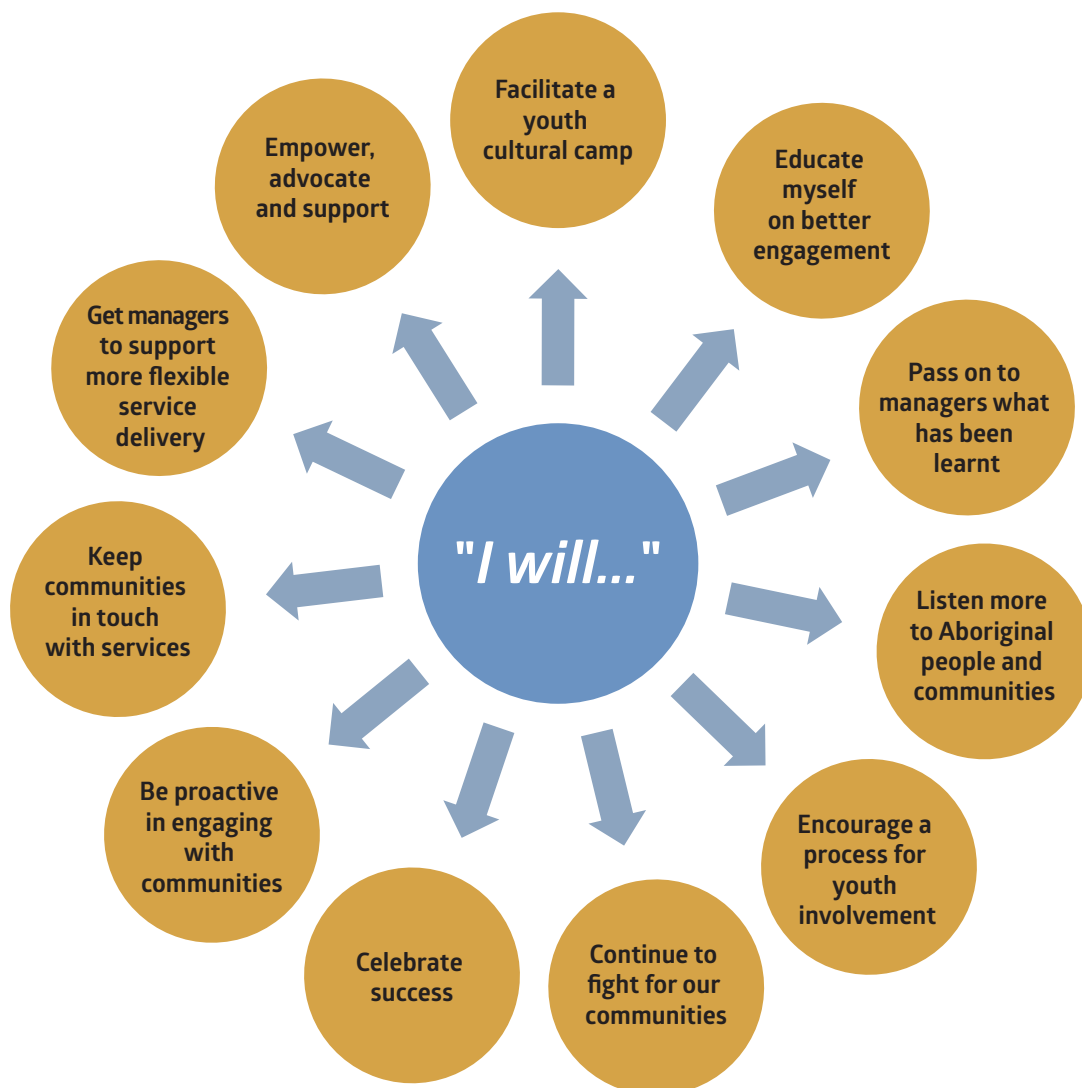 Facilitate a
youth
cultural camp
Educate
myself
on better
engagement
Pass on to
managers what
has been
learnt
Listen more
to Aboriginal
people and
communities
Encourage a
process for
youth
involvement
Continue to
fight for our
communities
Celebrate
success
Be proactive
in engaging
with
communities
Keep
communities
in touch
with services
Get managers
to support
more flexible
service
delivery
Empower,
advocate
and support
"I will..."